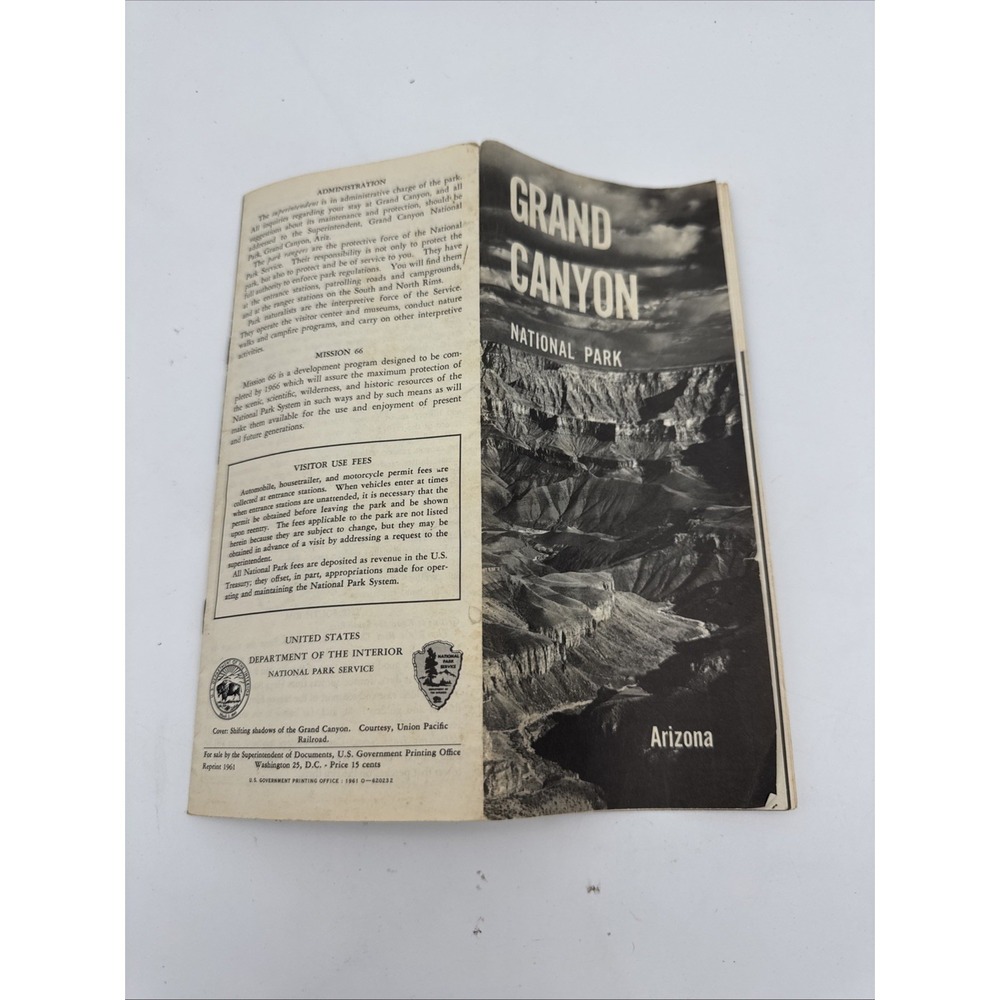 ADMINISTRATION
The superintendent is in administrative charge of the park.
All inquiries regarding your stay at Grand Canyon, and all
suggestions about its maintenance and protection, should be
addressed to the Superintendent, Grand Canyon National
Park, Grand Canyon, Ariz.
The park rangers are the protective force of the National
Park Service. Their responsibility is not only to protect the
park, but also to protect and be of service to you. They have
full authority to enforce park regulations. You will find them
at the entrance stations, patrolling roads and campgrounds,
and at the ranger stations on the South and North Rims.
Park naturalists are the interpretive force of the Service.
They operate the visitor center and museums, conduct nature
walks and campfire programs, and carry on other interpretive
activities.
MISSION 66
Mission 66 is a development program designed to be com-
pleted by 1966 which will assure the maximum protection of
the scenic, scientific, wilderness, and historic resources of the
National Park System in such ways and by such means as will
make them available for the use and enjoyment of present
and future generations.
VISITOR USE FEES
Automobile, housetrailer, and motorcycle permit fees are
collected at entrance stations. When vehicles enter at times
when entrance stations are unattended, it is necessary that the
permit be obtained before leaving the park and be shown
upon reentry. The fees applicable to the park are not listed
herein because they are subject to change, but they may be
obtained in advance of a visit by addressing a request to the
superintendent.
All National Park fees are deposited as revenue in the U.S.
Treasury; they offset, in part, appropriations made for oper-
ating and maintaining the National Park System.
UNITED STATES
DEPARTMENT OF THE INTERIOR
NATIONAL PARK SERVICE
NATIONAL
PARK
SERVICE
Cover: Shifting shadows of the Grand Canyon. Courtesy, Union Pacific
Railroad.
For sale by the Superintendent of Documents, U.S. Government Printing Office
Reprint 1961 Washington 25, D.C. - Price 15 cents
U.S. GOVERNMENT PRINTING OFFICE : 1961 O—620232
GRAND
CANYON
NATIONAL PARK
Arizona